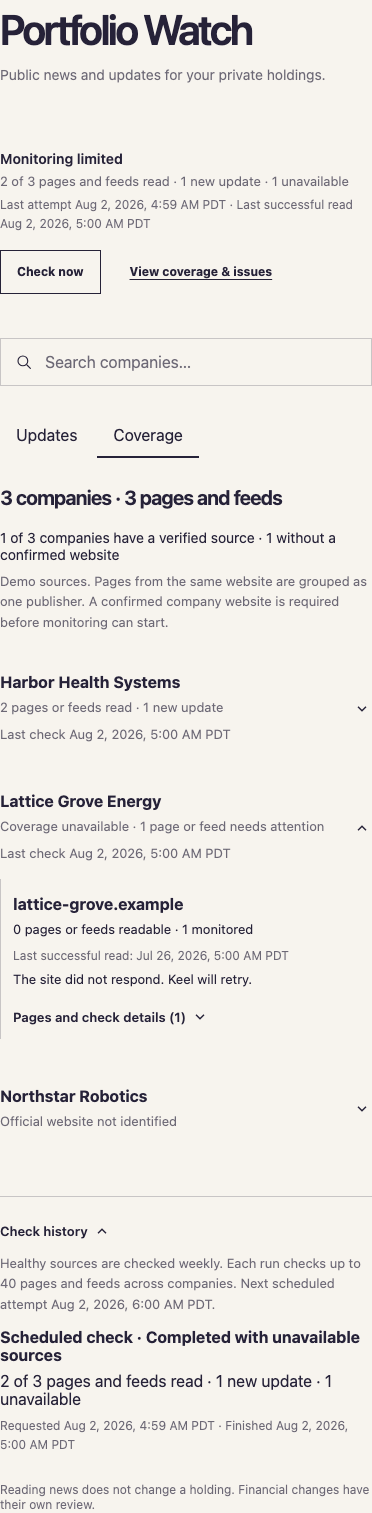 Portfolio Watch
Public news and updates for your private holdings.
Monitoring limited
2 of 3 pages and feeds read · 1 new update · 1 unavailable
Last attempt Aug 2, 2026, 4:59 AM PDT · Last successful read
Aug 2, 2026, 5:00 AM PDT
Check now
View coverage & issues
Search companies...
Updates
Coverage
3 companies · 3 pages and feeds
1 of 3 companies have a verified source · 1 without a
confirmed website
Demo sources. Pages from the same website are grouped as
one publisher. A confirmed company website is required
before monitoring can start.
Harbor Health Systems
2 pages or feeds read · 1 new update
Last check Aug 2, 2026, 5:00 AM PDT
Lattice Grove Energy
Coverage unavailable · 1 page or feed needs attention
Last check Aug 2, 2026, 5:00 AM PDT
lattice-grove.example
0 pages or feeds readable · 1 monitored
Last successful read: Jul 26, 2026, 5:00 AM PDT
The site did not respond. Keel will retry.
Pages and check details (1)
Northstar Robotics
Official website not identified
Check history
Healthy sources are checked weekly. Each run checks up to
40 pages and feeds across companies. Next scheduled
attempt Aug 2, 2026, 6:00 AM PDT.
Scheduled check · Completed with unavailable
sources
2 of 3 pages and feeds read · 1 new update · 1
unavailable
Requested Aug 2, 2026, 4:59 AM PDT · Finished Aug 2, 2026,
5:00 AM PDT
Reading news does not change a holding. Financial changes have
their own review.